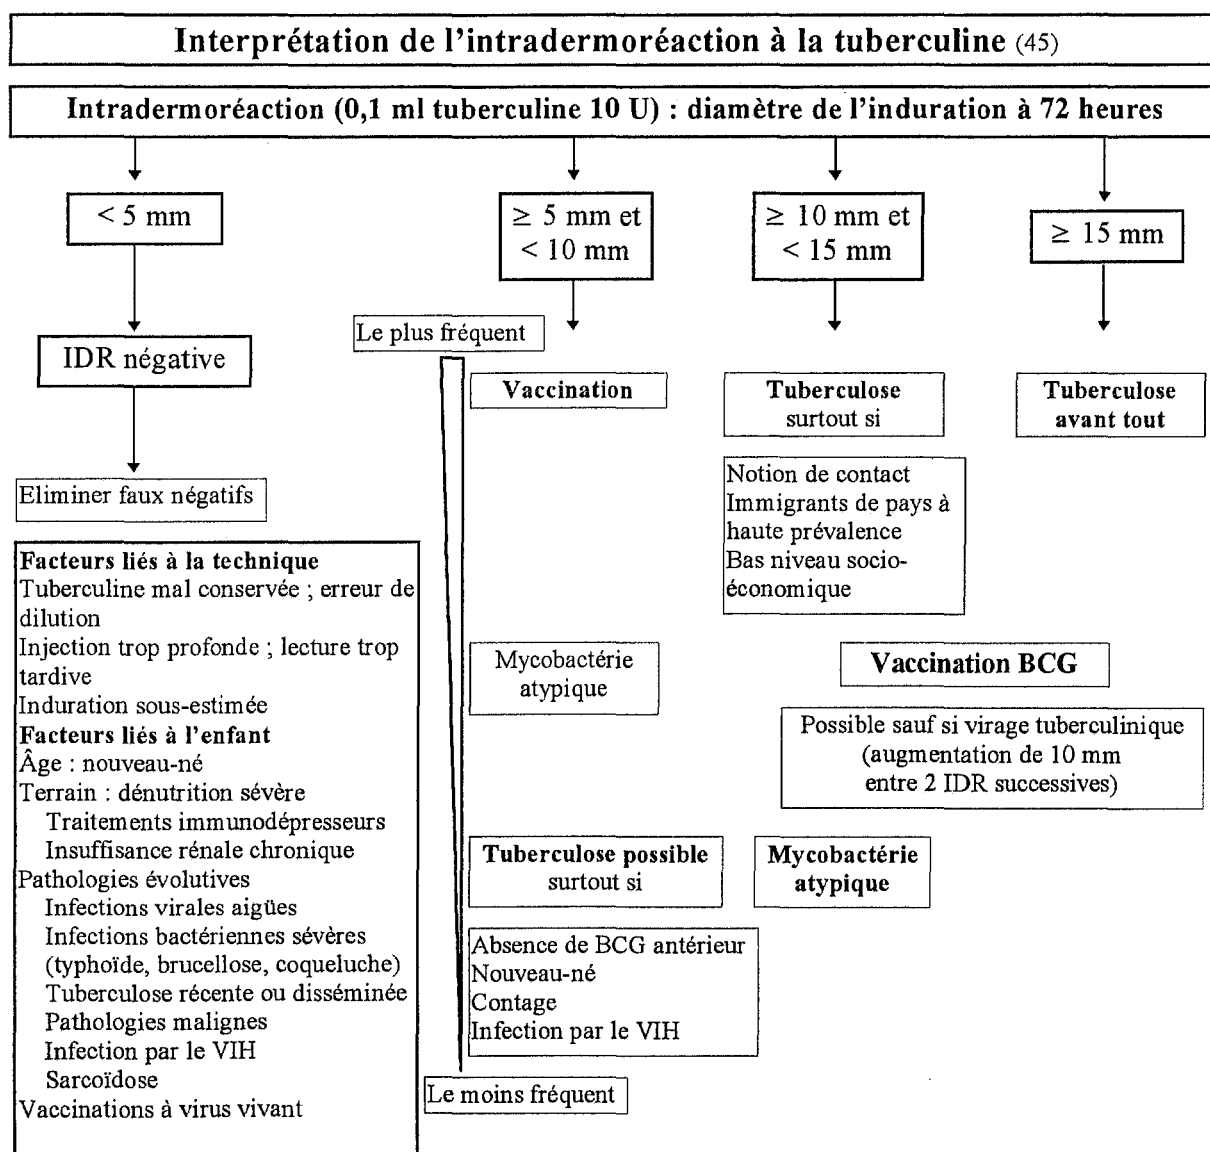 Interprétation de l'intradermoréaction à la tuberculine (45)
Intradermoréaction (0,1 ml tuberculine 10 U) : diamètre de l'induration à 72 heures
< 5 mm
IDR négative
Eliminer faux négatifs
Facteurs liés à la technique
Tuberculine mal conservée ; erreur de
dilution
Injection trop profonde ; lecture trop
tardive
Induration sous-estimée
Facteurs liés à l'enfant
Âge : nouveau-né
Terrain : dénutrition sévère
Traitements immunodépresseurs
Insuffisance rénale chronique
Pathologies évolutives
Infections virales aigües
Infections bactériennes sévères
(typhoïde, brucellose, coqueluche)
Tuberculose récente ou disséminée
Pathologies malignes
Infection par le VIH
Sarcoïdose
Vaccinations à virus vivant
Le plus fréquent
Le moins fréquent
≥ 5 mm et
< 10 mm
Vaccination
Mycobactérie
atypique
Tuberculose possible
surtout si
Absence de BCG antérieur
Nouveau-né
Contage
Infection par le VIH
≥ 10 mm et
< 15 mm
Tuberculose
surtout si
Notion de contact
Immigrants de pays à
haute prévalence
Bas niveau socio-
économique
Mycobactérie
atypique
≥ 15 mm
Tuberculose
avant tout
Vaccination BCG
Possible sauf si virage tuberculinique
(augmentation de 10 mm
entre 2 IDR successives)